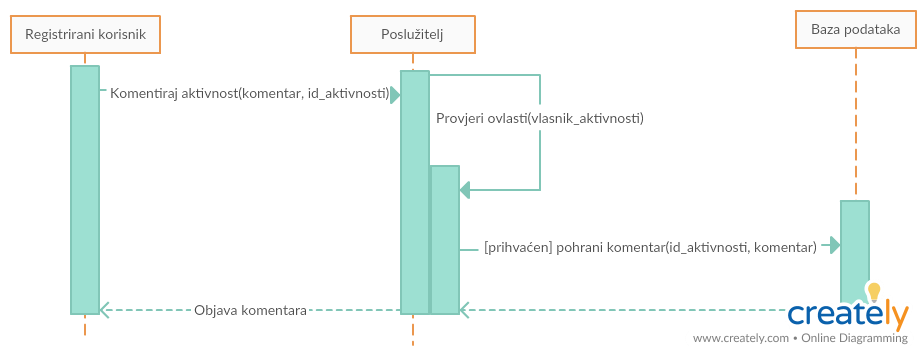 Registrirani korisnik
Poslužitelj
Baza podataka
Komentiraj aktivnost(komentar, id_aktivnosti)
Provjeri ovlasti(vlasnik_aktivnosti)
[prihvaćen] pohrani komentar(id_aktivnosti, komentar)
Objava komentara
creately
www.creately.com • Online Diagramming